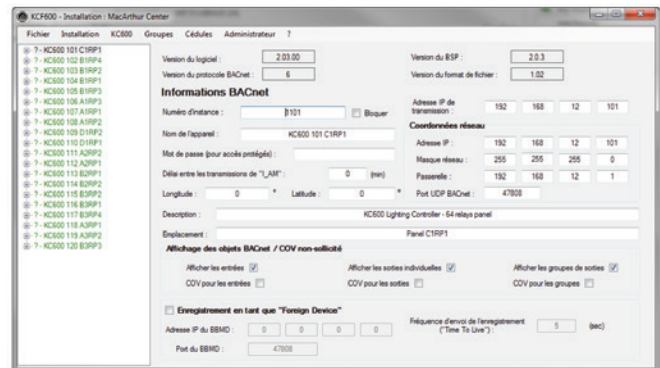 KCF600 - Installation : MacArthur Center
Fichier Installation KC600 Groupes Cédules Administrateur ?
?- KC600 101 C1RP1
?- KC600 102 B1RP4
?- KC600 103 B1RP2
?- KC600 104 B1RP1
?- KC600 105 B1RP3
?- KC600 106 A1RP3
?- KC600 107 A1RP1
?- KC600 108 A1RP2
?- KC600 109 D1RP2
?- KC600 110 D1RP1
?- KC600 111 A2RP2
?- KC600 112 A2RP1
?- KC600 113 B2RP1
?- KC600 114 B2RP2
?- KC600 115 B3RP2
?- KC600 116 B3RP1
?- KC600 117 B3RP4
?- KC600 118 A3RP1
?- KC600 119 A3RP2
?- KC600 120 B3RP3
Version du logiciel : 2.03.00
Version du BSP : 2.0.3
Version du protocole BACnet : 6
Version du format de fichier : 1.02
Informations BACnet
Numéro d'instance : 1101 Bloquer
Nom de l'appareil : KC600 101 C1RP1
Mot de passe (pour accés protégés) :
Délai entre les transmissions de "I_AM" : 0 (min)
Longitude : 0 ° Latitude : 0 °
Adresse IP de transmission : 192 168 12 101
Coordonnées réseau
Adresse IP : 192 168 12 101
Masque réseau : 255 255 255 0
Passerelle : 192 168 12 1
Port UDP BACnet : 47808
Description : KC600 Lighting Controller - 64 relays panel
Emplacement : Panel C1RP1
Affichage des objets BACnet / COV non-sollicité
Afficher les entrées Afficher les sorties individuelles Afficher les groupes de sorties
COV pour les entrées COV pour les sorties COV pour les groupes
Enregistrement en tant que "Foreign Device"
Adresse IP du BBMD : 0 0 0 0
Port du BBMD : 47808
Fréquence d'envoi de l'enregistrement
("Time To Live") : 5 (sec)